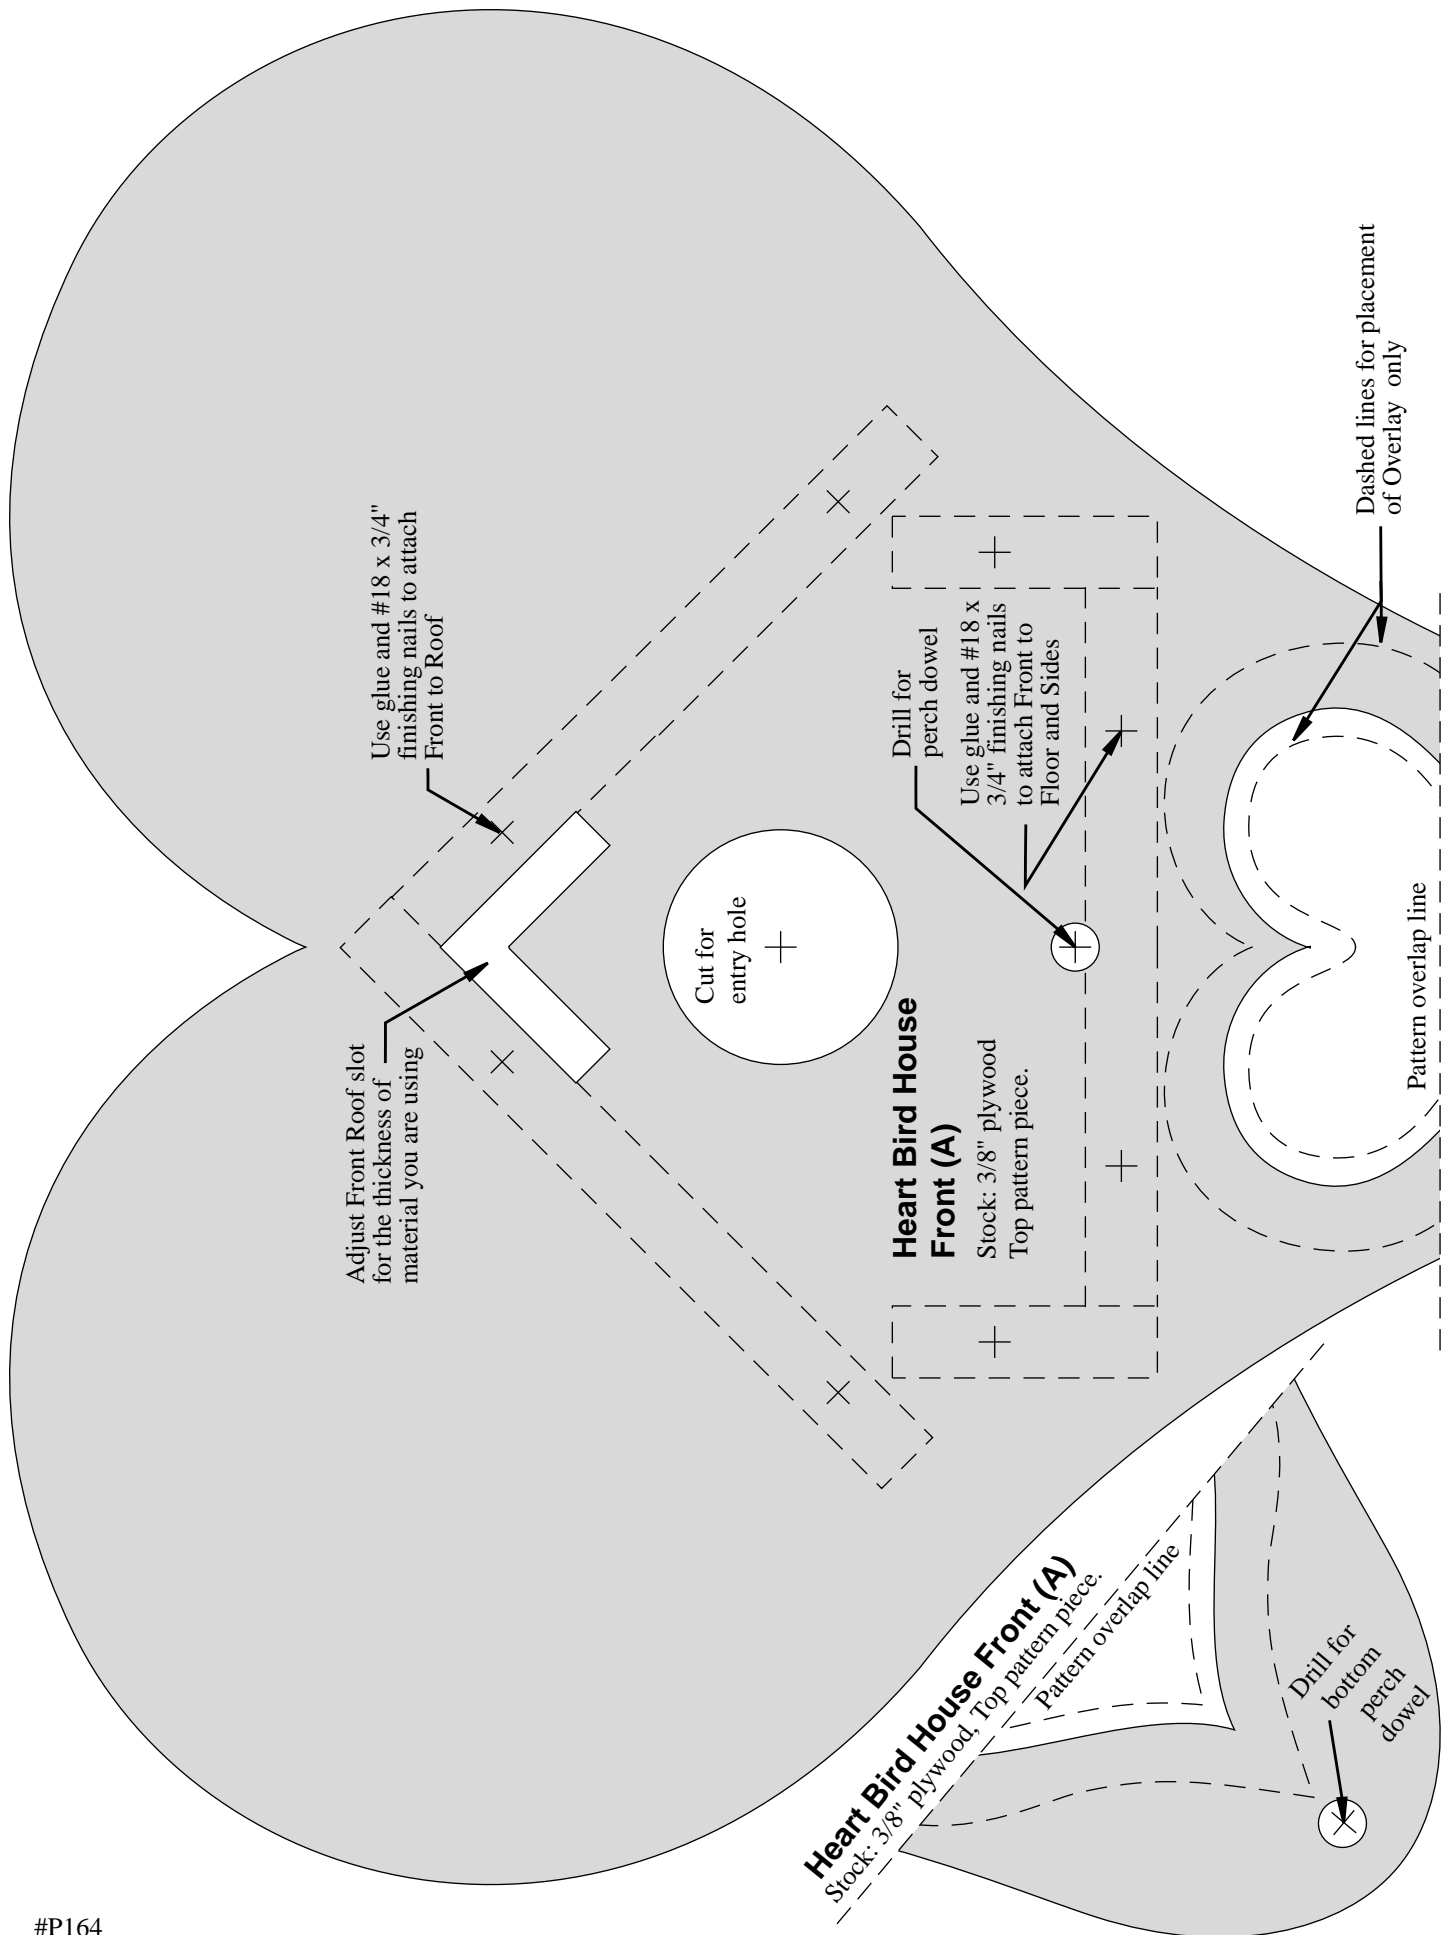 Use glue and #18 x 3/4"
finishing nails to attach
Front to Roof
Adjust Front Roof slot
for the thickness of
material you are using
Cut for
entry hole
Drill for
perch dowel
Use glue and #18 x
3/4" finishing nails
to attach Front to
Floor and Sides
Heart Bird House
Front (A)
Stock: 3/8" plywood
Top pattern piece.
Dashed lines for placement
of Overlay only
Pattern overlap line
Heart Bird House Front (A)
Stock: 3/8" plywood, Top pattern piece.
Pattern overlap line
Drill for
bottom
perch
dowel
#P164